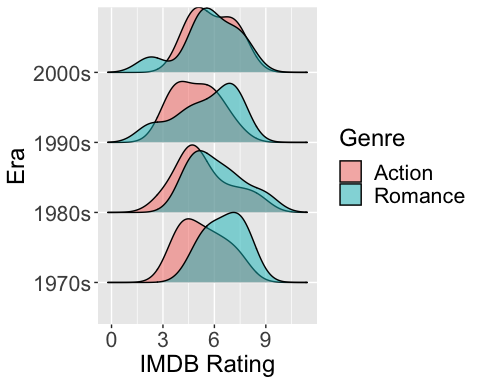 Era
2000s
1990s
1980s
1970s
0 3 6 9
IMDB Rating
Genre
Action
Romance